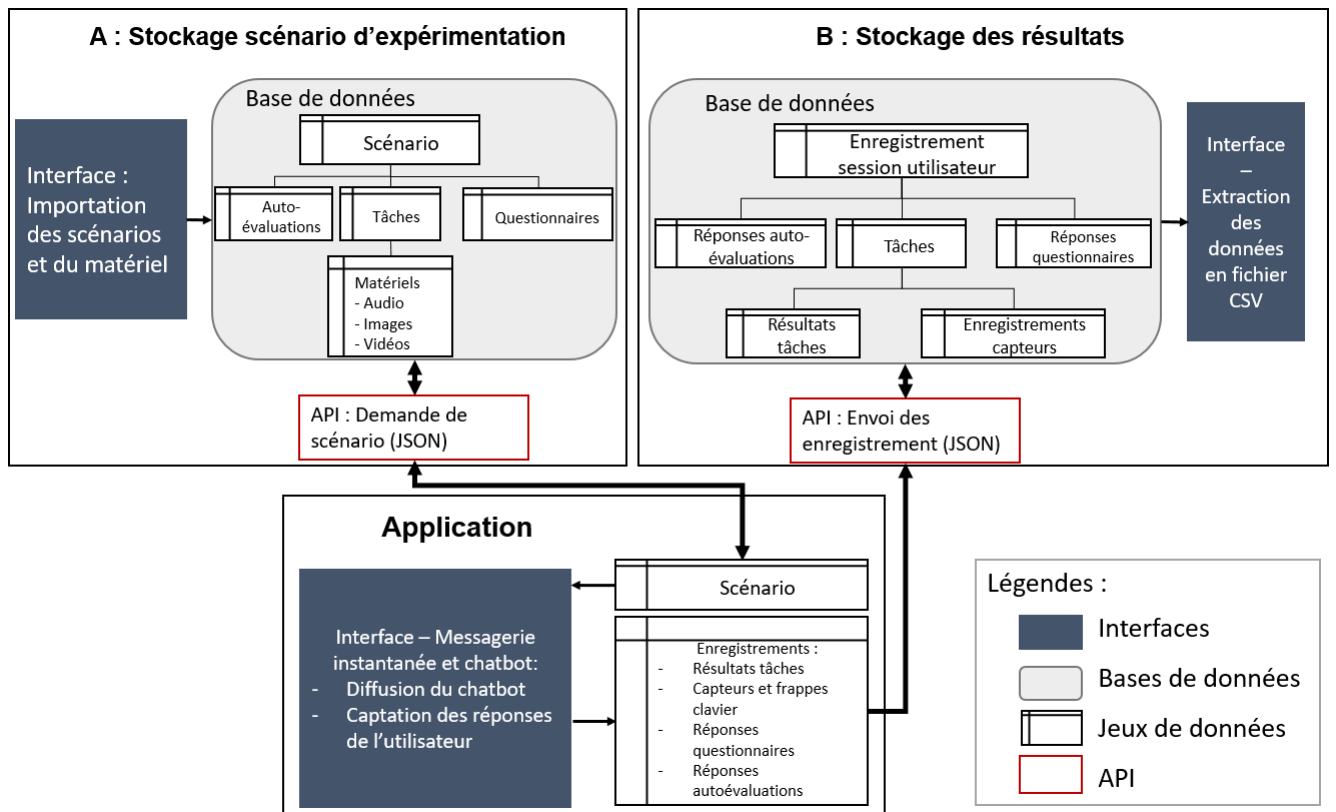 A : Stockage scénario d’expérimentation
Interface :
Importation
des scénarios
et du matériel
Base de données
Scénario
Auto-
évaluations
Tâches
Questionnaires
Matériels
- Audio
- Images
- Vidéos
API : Demande de
scénario (JSON)
B : Stockage des résultats
Base de données
Enregistrement
session utilisateur
Réponses auto-
évaluations
Tâches
Réponses
questionnaires
Résultats
tâches
Enregistrements
capteurs
Interface
–
Extraction
des
données
en fichier
CSV
API : Envoi des
enregistrement (JSON)
Application
Interface – Messagerie
instantanée et chatbot:
- Diffusion du chatbot
- Captation des réponses
de l’utilisateur
Scénario
Enregistrements :
- Résultats tâches
- Capteurs et frappes
clavier
- Réponses
questionnaires
- Réponses
autoévaluations
Légendes :
Interfaces
Bases de données
Jeux de données
API